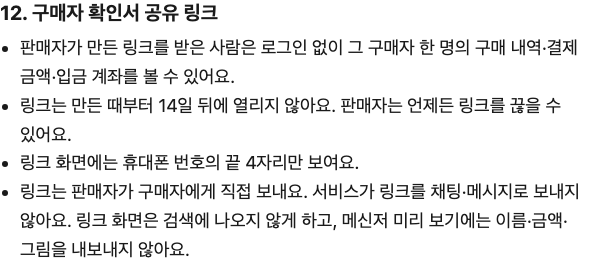 12. 구매자 확인서 공유 링크
• 판매자가 만든 링크를 받은 사람은 로그인 없이 그 구매자 한 명의 구매 내역·결제
금액·입금 계좌를 볼 수 있어요.
• 링크는 만든 때부터 14일 뒤에 열리지 않아요. 판매자는 언제든 링크를 끊을 수
있어요.
• 링크 화면에는 휴대폰 번호의 끝 4자리만 보여요.
• 링크는 판매자가 구매자에게 직접 보내요. 서비스가 링크를 채팅·메시지로 보내지
않아요. 링크 화면은 검색에 나오지 않게 하고, 메신저 미리 보기에는 이름·금액·
그림을 내보내지 않아요.